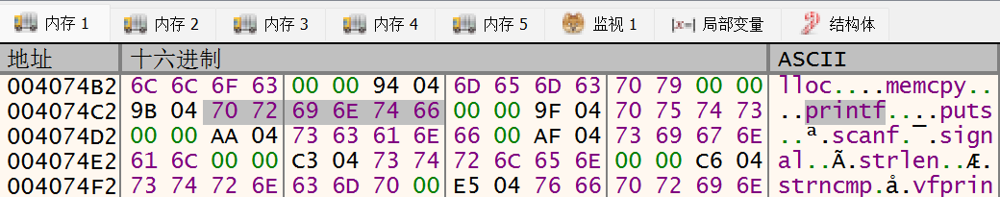 内存 1 内存 2 内存 3 内存 4 内存 5 监视 1 |x=| 局部变量 结构体
地址 十六进制 ASCII
004074B2 6C 6C 6F 63 00 00 94 04 6D 65 6D 63 70 79 00 00 lloc....memcpy..
004074C2 9B 04 70 72 69 6E 74 66 00 00 9F 04 70 75 74 73 ..printf....puts
004074D2 00 00 AA 04 73 63 61 6E 66 00 AF 04 73 69 67 6E ..ª.scanf.¯.sign
004074E2 61 6C 00 00 C3 04 73 74 72 6C 65 6E 00 00 C6 04 al..Ã.strlen..Æ.
004074F2 73 74 72 6E 63 6D 70 00 E5 04 76 66 70 72 69 6E strncmp.å.vfprin